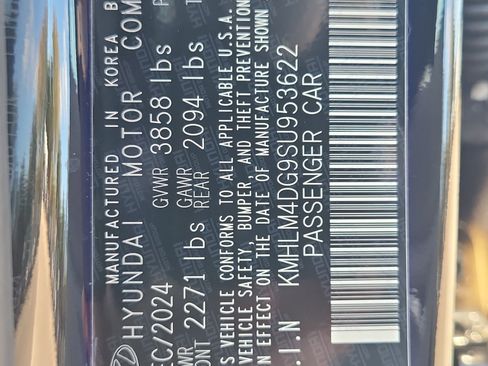 MANUFACTURED IN KOREA B
HYUNDAI MOTOR COM
EC/2024 GVWR 3858 lbs
WR GAWR
ONT 2271 lbs REAR 2094 lbs
S VEHICLE CONFORMS TO ALL APPLICABLE U.S.A.
VEHICLE SAFETY, BUMPER, AND THEFT PREVENTION
N EFFECT ON THE DATE OF MANUFACTURE SHOWN
.I.N KMHLM4DG9SU953622
PASSENGER CAR